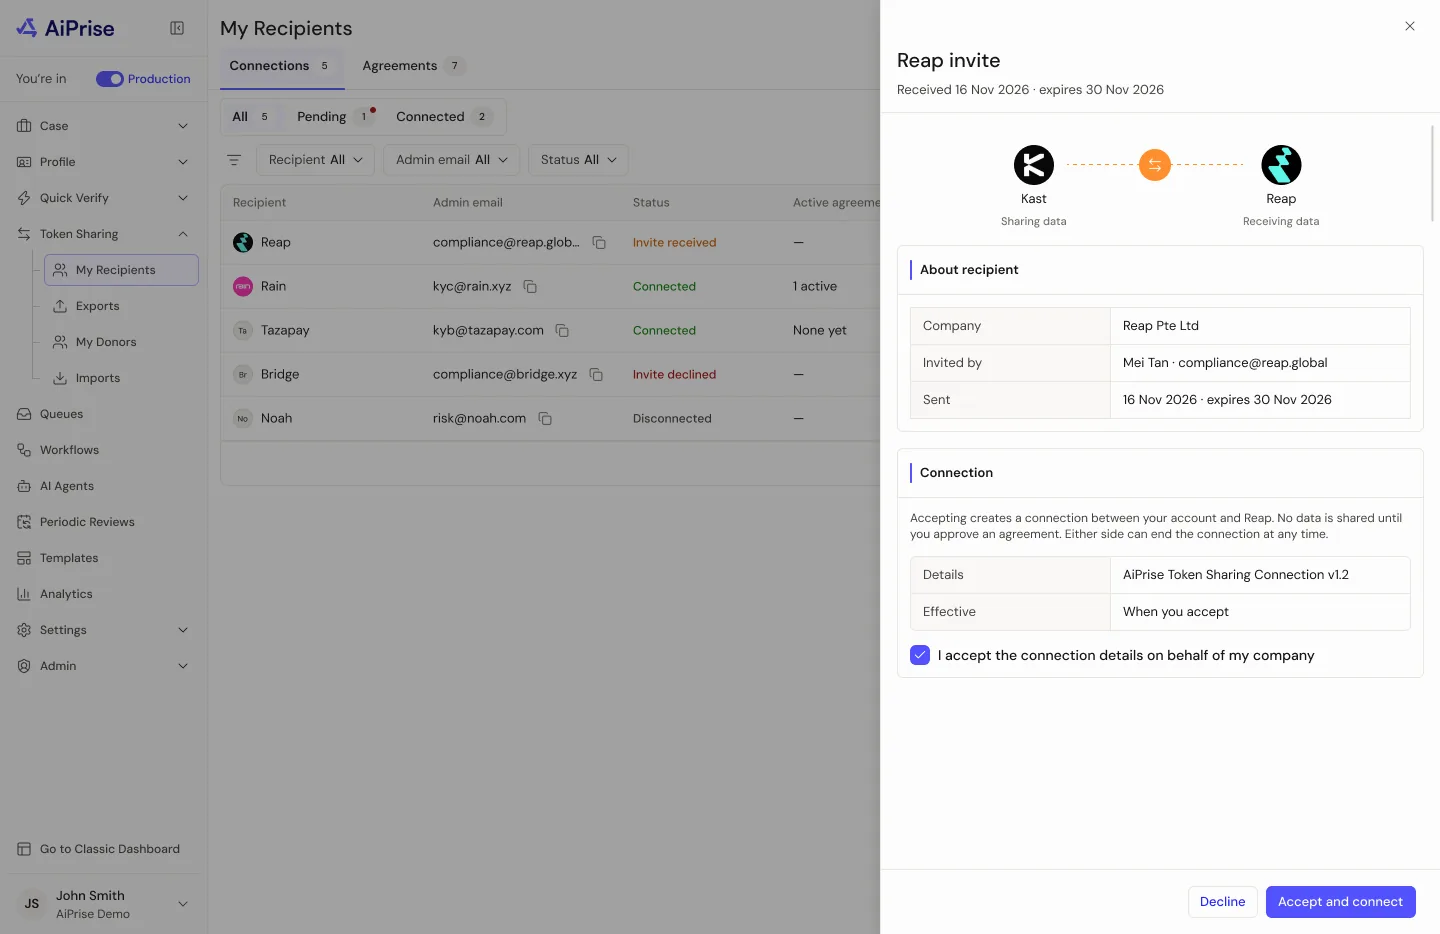 AiPrise
You're in
Production
Case
Profile
Quick Verify
Token Sharing
My Recipients
Exports
My Donors
Imports
Queues
Workflows
AI Agents
Periodic Reviews
Templates
Analytics
Settings
Admin
Go to Classic Dashboard
JS
John Smith
AiPrise Demo
My Recipients
Connections 5
Agreements 7
All 5
Pending 1
Connected 2
Recipient All
Admin email All
Status All
Recipient Admin email Status Active agreeme
Reap compliance@reap.glob... Invite received —
rain Rain kyc@rain.xyz Connected 1 active
Ta Tazapay kyb@tazapay.com Connected None yet
Br Bridge compliance@bridge.xyz Invite declined —
No Noah risk@noah.com Disconnected —
Reap invite
Received 16 Nov 2026 · expires 30 Nov 2026
Kast
Sharing data
Reap
Receiving data
About recipient
Company Reap Pte Ltd
Invited by Mei Tan · compliance@reap.global
Sent 16 Nov 2026 · expires 30 Nov 2026
Connection
Accepting creates a connection between your account and Reap. No data is shared until
you approve an agreement. Either side can end the connection at any time.
Details AiPrise Token Sharing Connection v1.2
Effective When you accept
I accept the connection details on behalf of my company
Decline
Accept and connect